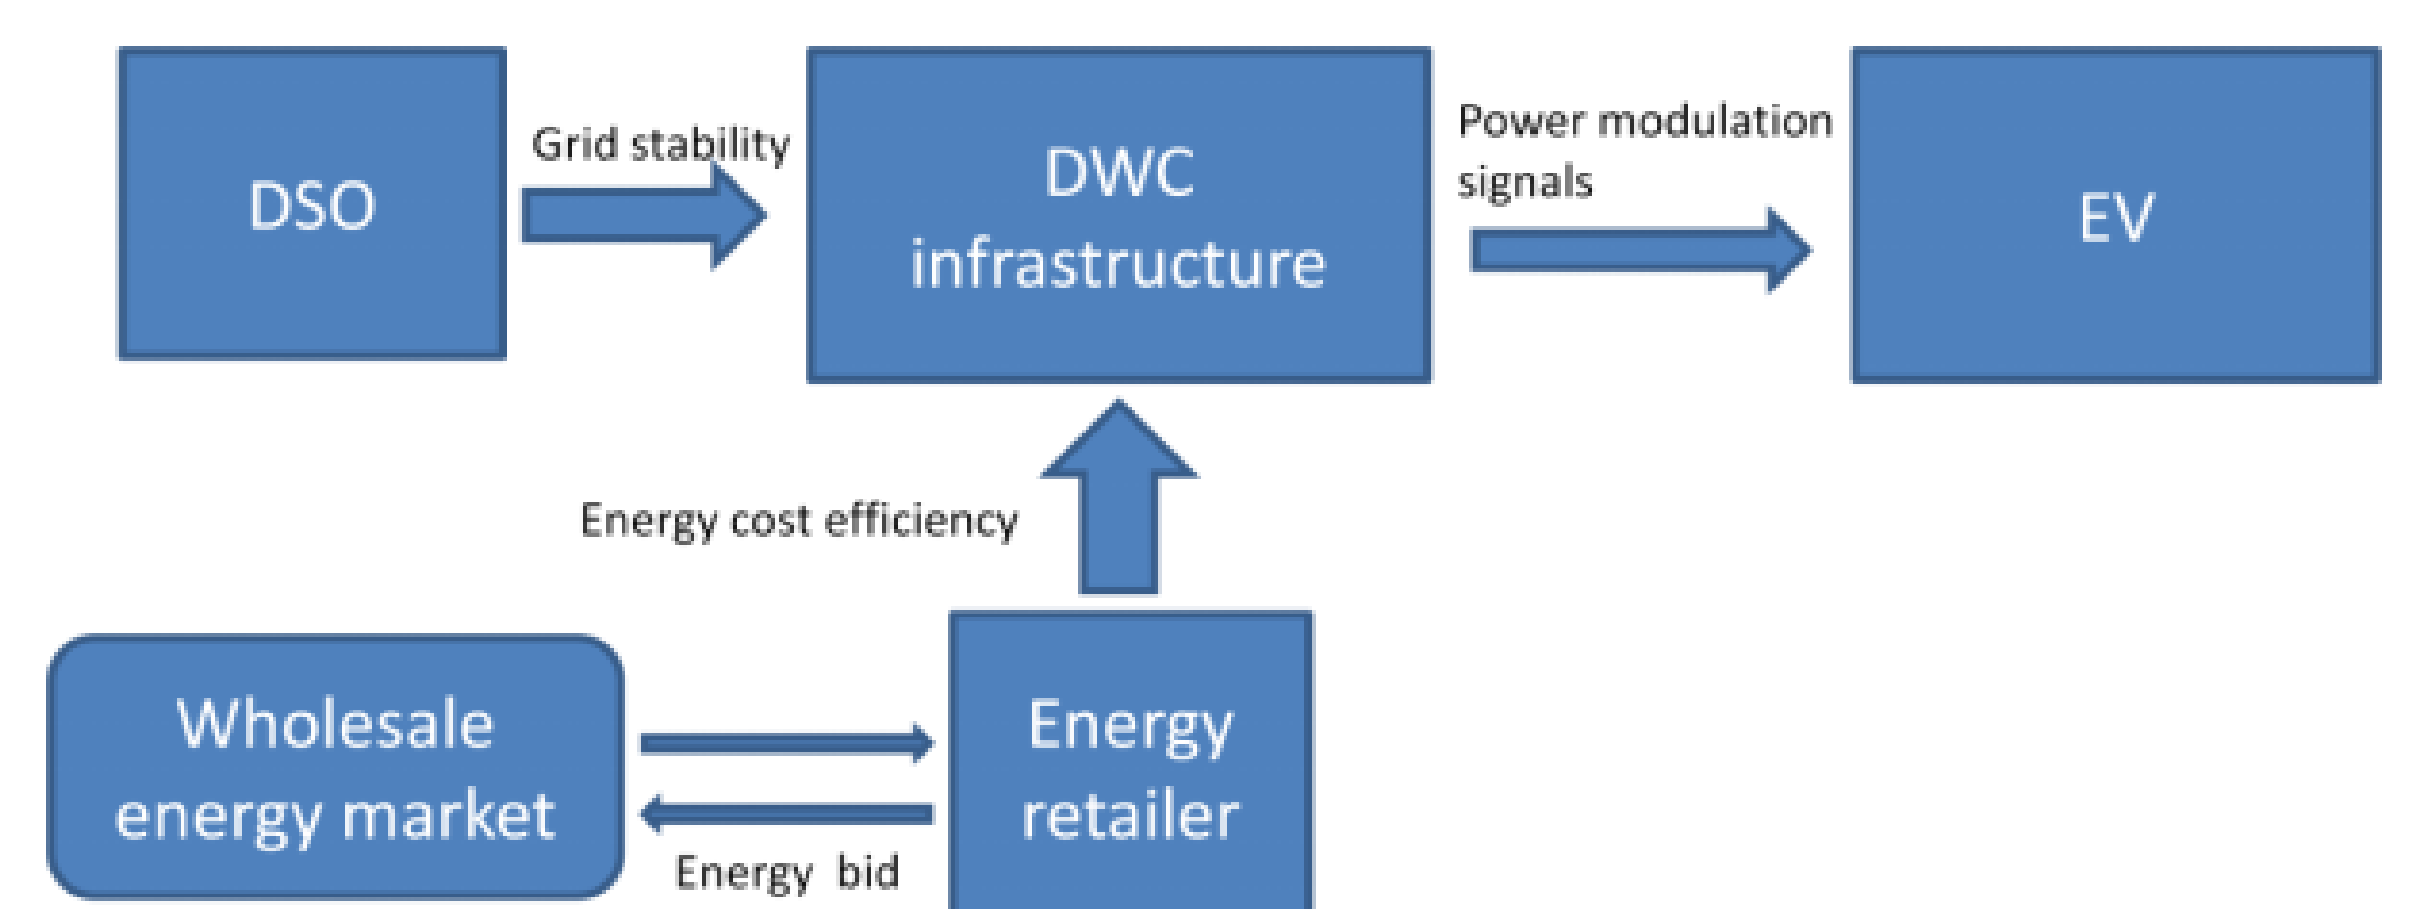 DSO
Grid stability
DWC
infrastructure
Power modulation
signals
EV
Energy cost efficiency
Wholesale
energy market
Energy bid
Energy
retailer